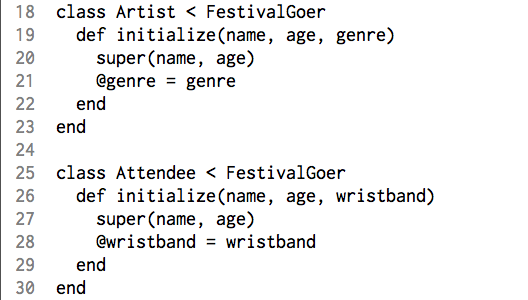 18 class Artist < FestivalGoer
19   def initialize(name, age, genre)
20     super(name, age)
21     @genre = genre
22   end
23 end
24
25 class Attendee < FestivalGoer
26   def initialize(name, age, wristband)
27     super(name, age)
28     @wristband = wristband
29   end
30 end